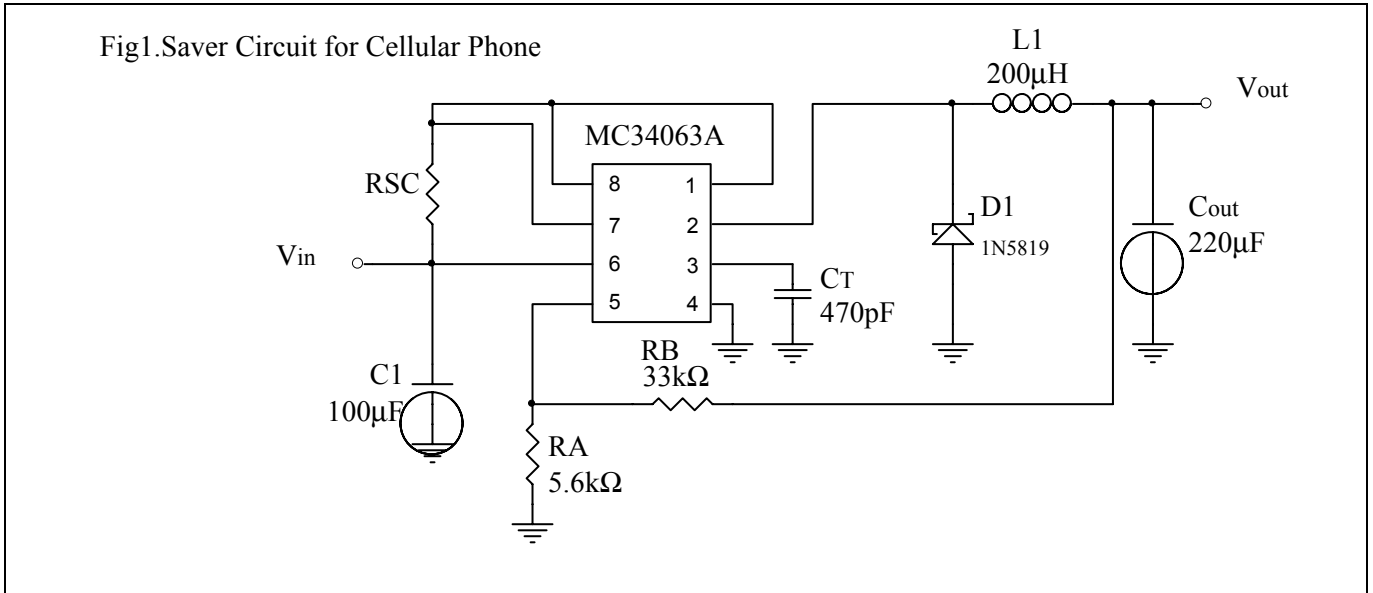 Fig1.Saver Circuit for Cellular Phone
L1
200μH
Vout
MC34063A
RSC
8 1
7 2
6 3
5 4
D1
1N5819
Cout
220μF
Vin
CT
470pF
RB
33kΩ
C1
100μF
RA
5.6kΩ